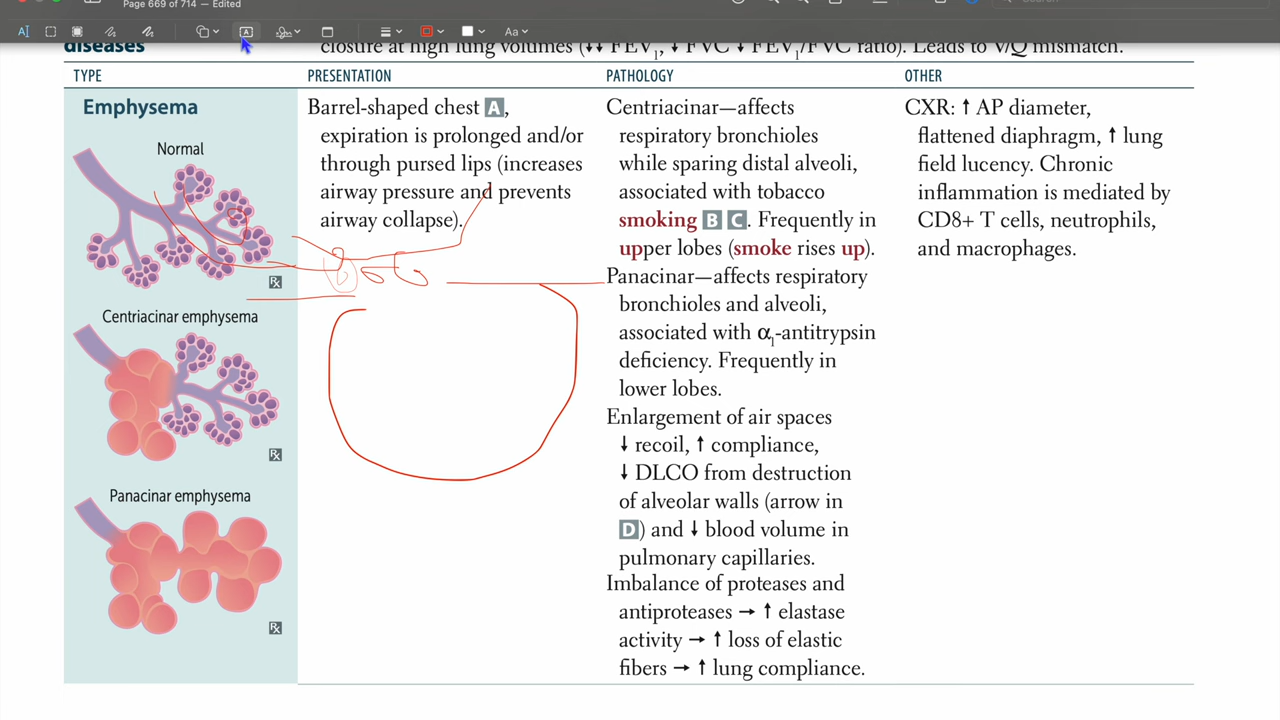 Page 669 of 714 — Edited
Search
Aa
diseases
closure at high lung volumes (↓↓ FEV1, ↓ FVC ↓ FEV1/FVC ratio). Leads to V/Q mismatch.
TYPE
PRESENTATION
PATHOLOGY
OTHER
Emphysema
Normal
Rx
Centriacinar emphysema
Rx
Panacinar emphysema
Rx
Barrel-shaped chest A,
expiration is prolonged and/or
through pursed lips (increases
airway pressure and prevents
airway collapse).
Centriacinar—affects
respiratory bronchioles
while sparing distal alveoli,
associated with tobacco
smoking B C. Frequently in
upper lobes (smoke rises up).
Panacinar—affects respiratory
bronchioles and alveoli,
associated with α1-antitrypsin
deficiency. Frequently in
lower lobes.
Enlargement of air spaces
↓ recoil, ↑ compliance,
↓ DLCO from destruction
of alveolar walls (arrow in
D) and ↓ blood volume in
pulmonary capillaries.
Imbalance of proteases and
antiproteases → ↑ elastase
activity → ↑ loss of elastic
fibers → ↑ lung compliance.
CXR: ↑ AP diameter,
flattened diaphragm, ↑ lung
field lucency. Chronic
inflammation is mediated by
CD8+ T cells, neutrophils,
and macrophages.